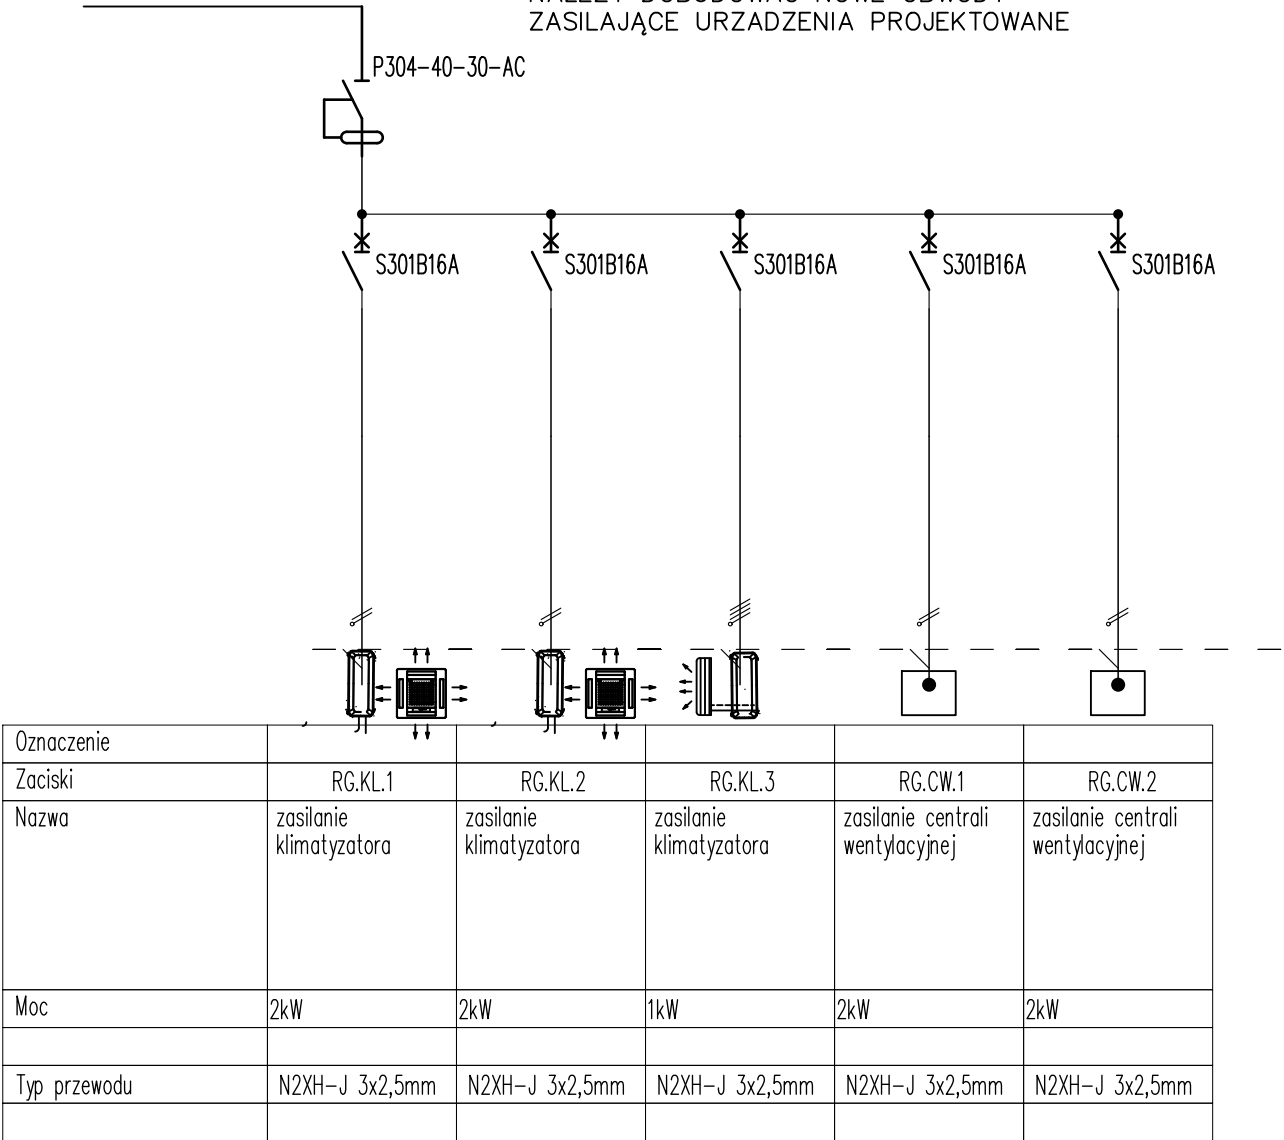 ZASILAJĄCE URZADZENIA PROJEKTOWANE
P304-40-30-AC
S301B16A S301B16A S301B16A S301B16A S301B16A
Oznaczenie
Zaciski RG.KL.1 RG.KL.2 RG.KL.3 RG.CW.1 RG.CW.2
Nazwa zasilanie zasilanie zasilanie zasilanie centrali zasilanie centrali
klimatyzatora klimatyzatora klimatyzatora wentylacyjnej wentylacyjnej
Moc 2kW 2kW 1kW 2kW 2kW
Typ przewodu N2XH-J 3x2,5mm N2XH-J 3x2,5mm N2XH-J 3x2,5mm N2XH-J 3x2,5mm N2XH-J 3x2,5mm